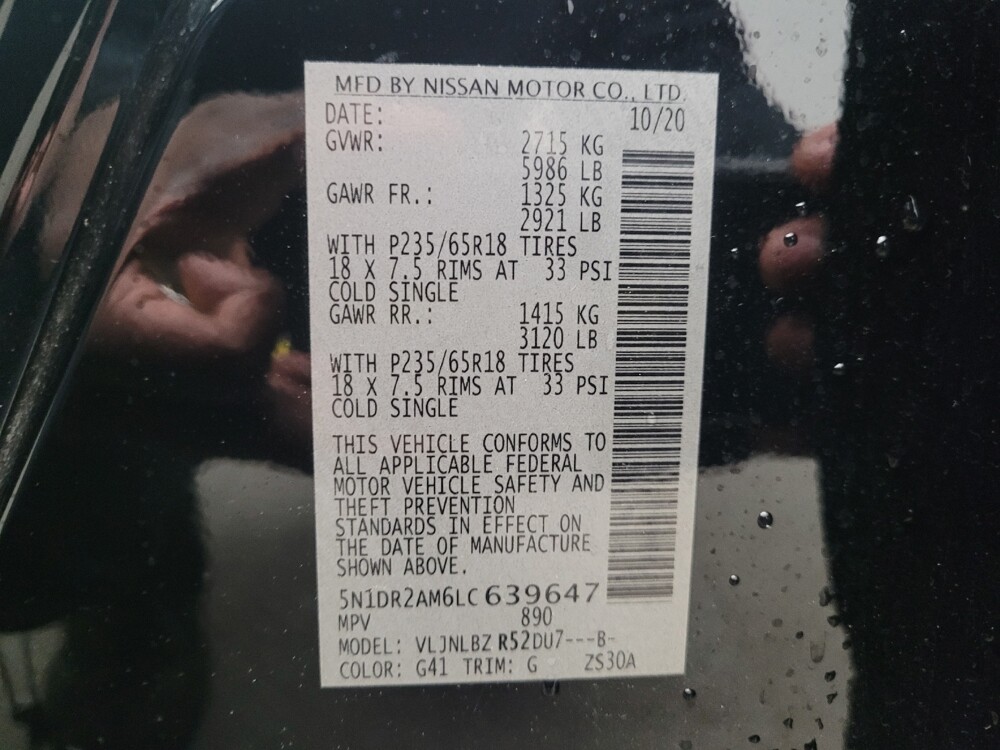 MFD BY NISSAN MOTOR CO., LTD.
DATE: 10/20
GVWR: 2715 KG
5986 LB
GAWR FR.: 1325 KG
2921 LB
WITH P235/65R18 TIRES
18 X 7.5 RIMS AT 33 PSI
COLD SINGLE
GAWR RR.: 1415 KG
3120 LB
WITH P235/65R18 TIRES
18 X 7.5 RIMS AT 33 PSI
COLD SINGLE
THIS VEHICLE CONFORMS TO
ALL APPLICABLE FEDERAL
MOTOR VEHICLE SAFETY AND
THEFT PREVENTION
STANDARDS IN EFFECT ON
THE DATE OF MANUFACTURE
SHOWN ABOVE.
5N1DR2AM6LC639647
MPV 890
MODEL: VLJNLBZ R52DU7---B-
COLOR: G41 TRIM: G ZS30A